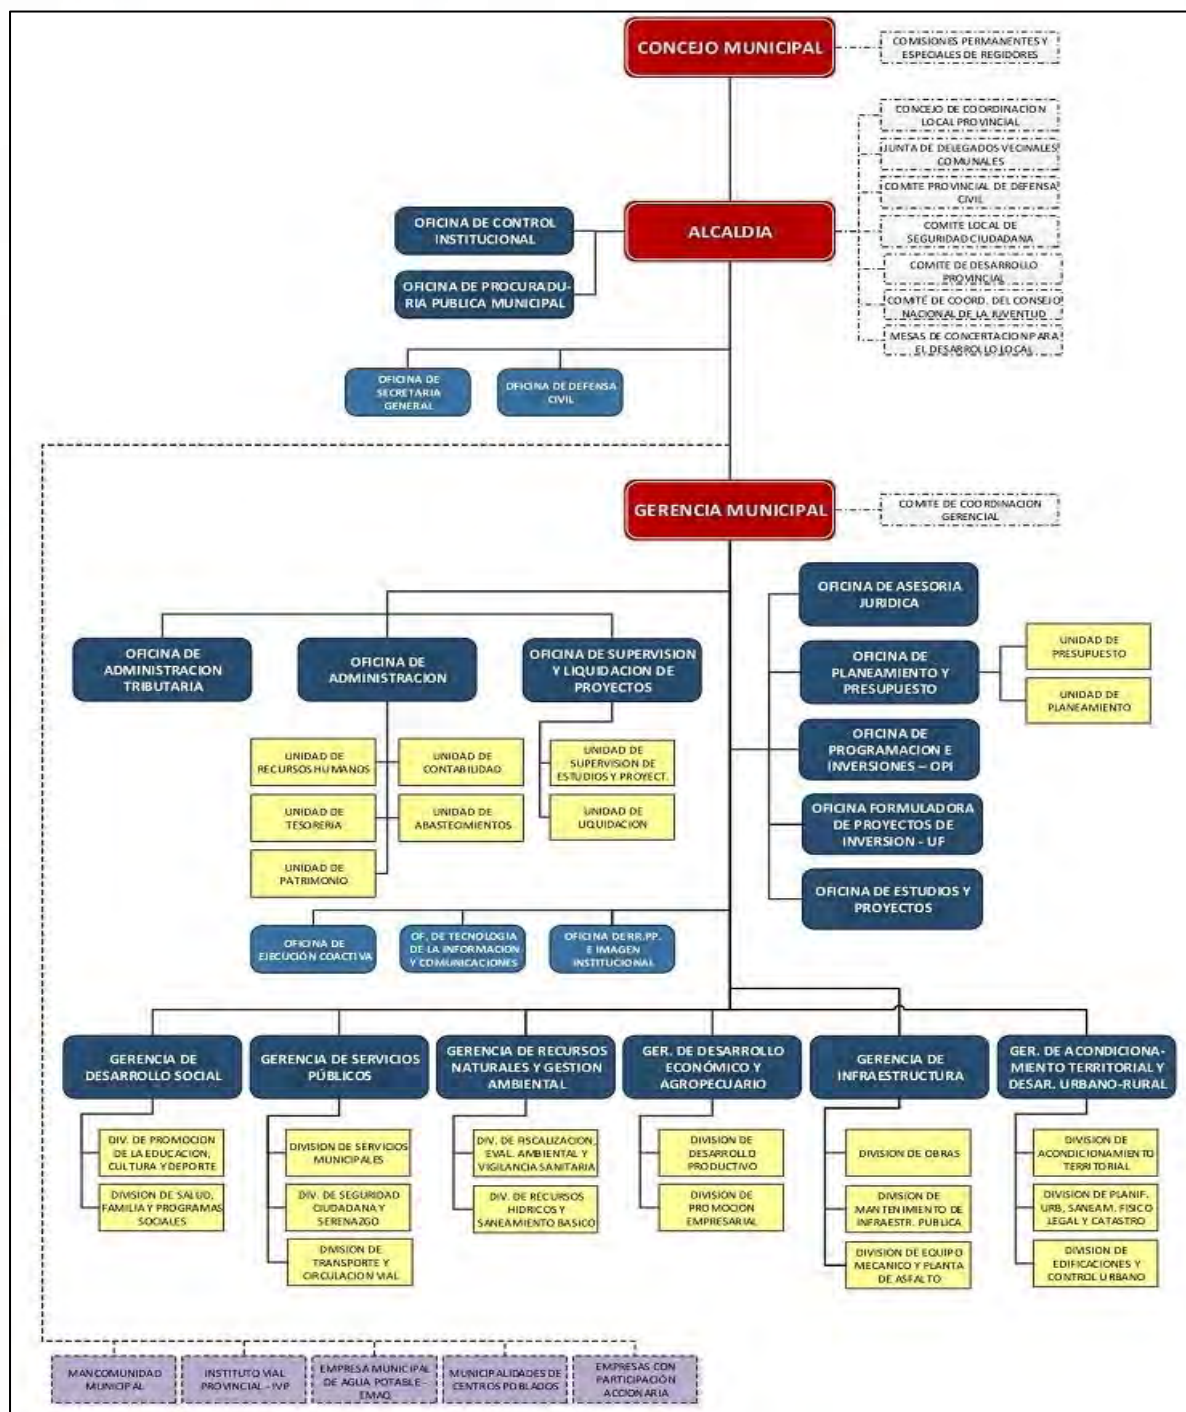 CONCEJO MUNICIPAL
COMISIONES PERMANENTES Y
ESPECIALES DE REGIDORES
CONCEJO DE COORDINACION
LOCAL PROVINCIAL
JUNTA DE DELEGADOS VECINALES
COMUNALES
COMITE PROVINCIAL DE DEFENSA
CIVIL
COMITE LOCAL DE
SEGURIDAD CIUDADANA
COMITE DE DESARROLLO
PROVINCIAL
COMITÉ DE COORD. DEL CONSEJO
NACIONAL DE LA JUVENTUD
MESAS DE CONCERTACION PARA
EL DESARROLLO LOCAL
ALCALDIA
OFICINA DE CONTROL
INSTITUCIONAL
OFICINA DE PROCURADU-
RIA PUBLICA MUNICIPAL
OFICINA DE
SECRETARIA
GENERAL
OFICINA DE DEFENSA
CIVIL
GERENCIA MUNICIPAL
COMITE DE COORDINACION
GERENCIAL
OFICINA DE ASESORIA
JURIDICA
OFICINA DE
PLANEAMIENTO Y
PRESUPUESTO
UNIDAD DE
PRESUPUESTO
UNIDAD DE
PLANEAMIENTO
OFICINA DE
PROGRAMACION E
INVERSIONES – OPI
OFICINA FORMULADORA
DE PROYECTOS DE
INVERSION - UF
OFICINA DE ESTUDIOS Y
PROYECTOS
OFICINA DE
ADMINISTRACION
TRIBUTARIA
OFICINA DE
ADMINISTRACION
OFICINA DE SUPERVISION
Y LIQUIDACION DE
PROYECTOS
UNIDAD DE
RECURSOS HUMANOS
UNIDAD DE
CONTABILIDAD
UNIDAD DE
SUPERVISION DE
ESTUDIOS Y PROYECT.
UNIDAD DE
TESORERIA
UNIDAD DE
ABASTECIMIENTOS
UNIDAD DE
LIQUIDACION
UNIDAD DE
PATRIMONIO
OFICINA DE
EJECUCIÓN COACTIVA
OF. DE TECNOLOGIA
DE LA INFORMACION
Y COMUNICACIONES
OFICINA DE RR.PP.
E IMAGEN
INSTITUCIONAL
GERENCIA DE
DESARROLLO SOCIAL
GERENCIA DE SERVICIOS
PÚBLICOS
GERENCIA DE RECURSOS
NATURALES Y GESTION
AMBIENTAL
GER. DE DESARROLLO
ECONÓMICO Y
AGROPECUARIO
GERENCIA DE
INFRAESTRUCTURA
GER. DE ACONDICIONA-
MIENTO TERRITORIAL Y
DESAR. URBANO-RURAL
DIV. DE PROMOCION
DE LA EDUCACION,
CULTURA Y DEPORTE
DIVISION DE SALUD,
FAMILIA Y PROGRAMAS
SOCIALES
DIVISION DE SERVICIOS
MUNICIPALES
DIV. DE SEGURIDAD
CIUDADANA Y
SERENAZGO
DIVISION DE
TRANSPORTE Y
CIRCULACION VIAL
DIV. DE FISCALIZACION,
EVAL. AMBIENTAL Y
VIGILANCIA SANITARIA
DIV. DE RECURSOS
HIDRICOS Y
SANEAMIENTO BASICO
DIVISION DE
DESARROLLO
PRODUCTIVO
DIVISION DE
PROMOCIÓN
EMPRESARIAL
DIVISION DE OBRAS
DIVISION DE
MANTENIMIENTO DE
INFRAESTR. PUBLICA
DIVISION DE EQUIPO
MECANICO Y PLANTA
DE ASFALTO
DIVISION DE
ACONDICIONAMIENTO
TERRITORIAL
DIVISION DE PLANIF.
URB, SANEAM. FISICO
LEGAL Y CATASTRO
DIVISION DE
EDIFICACIONES Y
CONTROL URBANO
MANCOMUNIDAD
MUNICIPAL
INSTITUTO VIAL
PROVINCIAL - IVP
EMPRESA MUNICIPAL
DE AGUA POTABLE -
EMAQ
MUNICIPALIDADES DE
CENTROS POBLADOS
EMPRESAS CON
PARTICIPACIÓN
ACCIONARIA